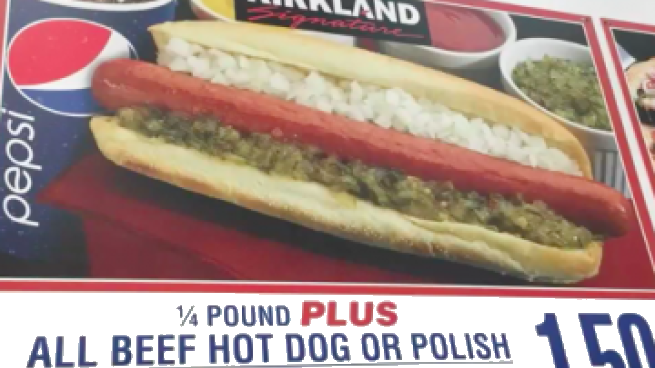 KIRKLAND
Signature
pepsi
¼ POUND PLUS
ALL BEEF HOT DOG OR POLISH
1.50